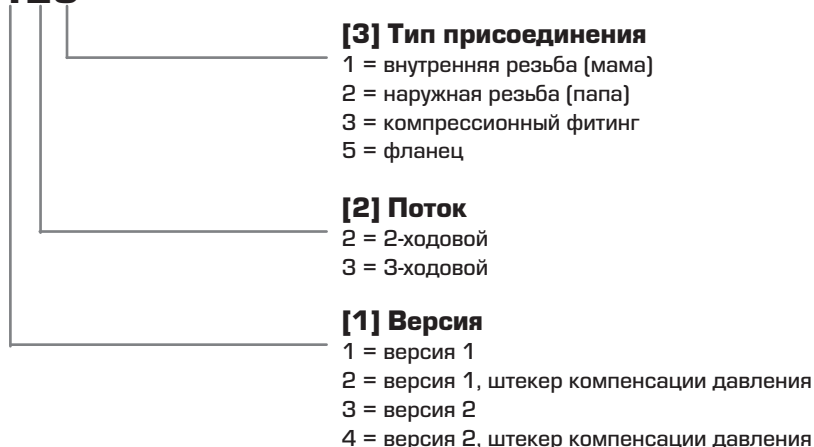 [3] Тип присоединения
1 = внутренняя резьба (мама)
2 = наружная резьба (папа)
3 = компрессионный фитинг
5 = фланец
[2] Поток
2 = 2-ходовой
3 = 3-ходовой
[1] Версия
1 = версия 1
2 = версия 1, штекер компенсации давления
3 = версия 2
4 = версия 2, штекер компенсации давления